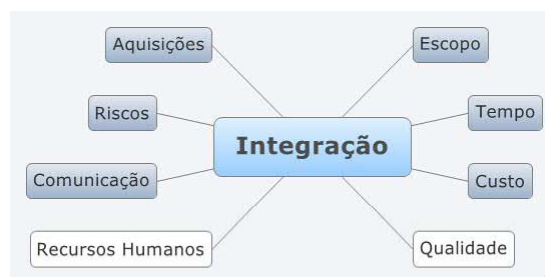 Aquisições
Escopo
Riscos
Tempo
Integração
Comunicação
Custo
Recursos Humanos
Qualidade